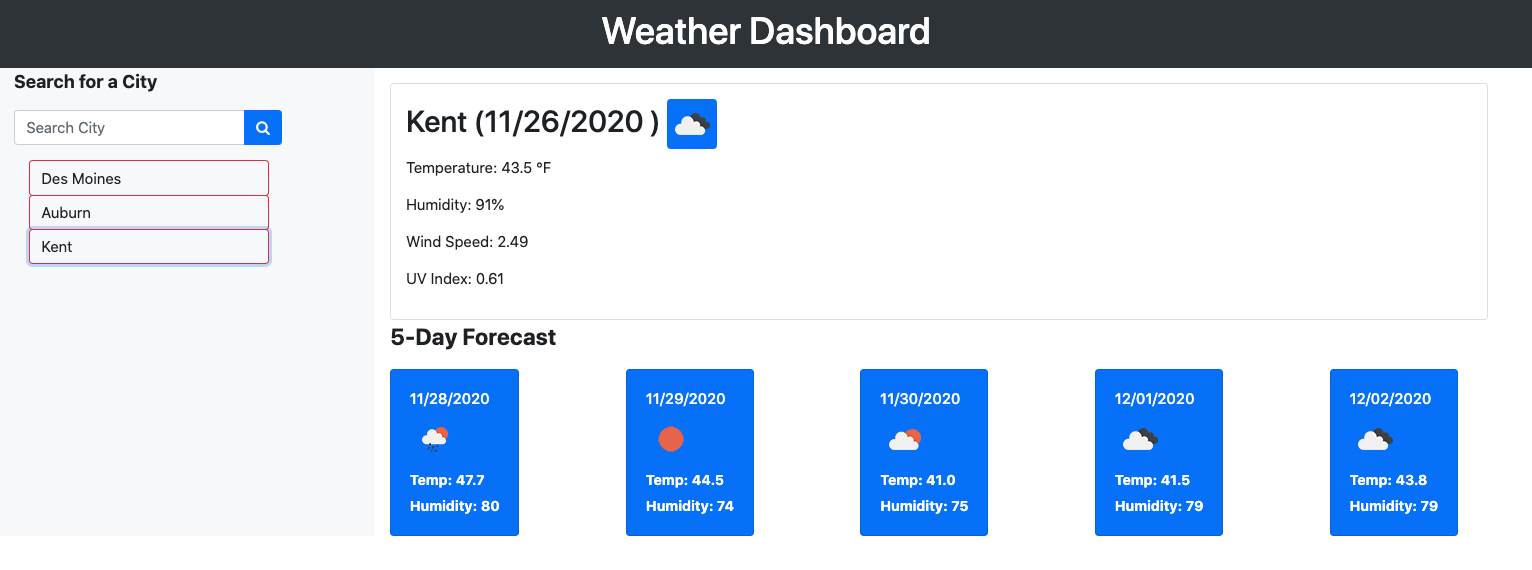 Weather Dashboard
Search for a City
Search City
Des Moines
Auburn
Kent
Kent (11/26/2020 )
Temperature: 43.5 °F
Humidity: 91%
Wind Speed: 2.49
UV Index: 0.61
5-Day Forecast
11/28/2020
Temp: 47.7
Humidity: 80
11/29/2020
Temp: 44.5
Humidity: 74
11/30/2020
Temp: 41.0
Humidity: 75
12/01/2020
Temp: 41.5
Humidity: 79
12/02/2020
Temp: 43.8
Humidity: 79